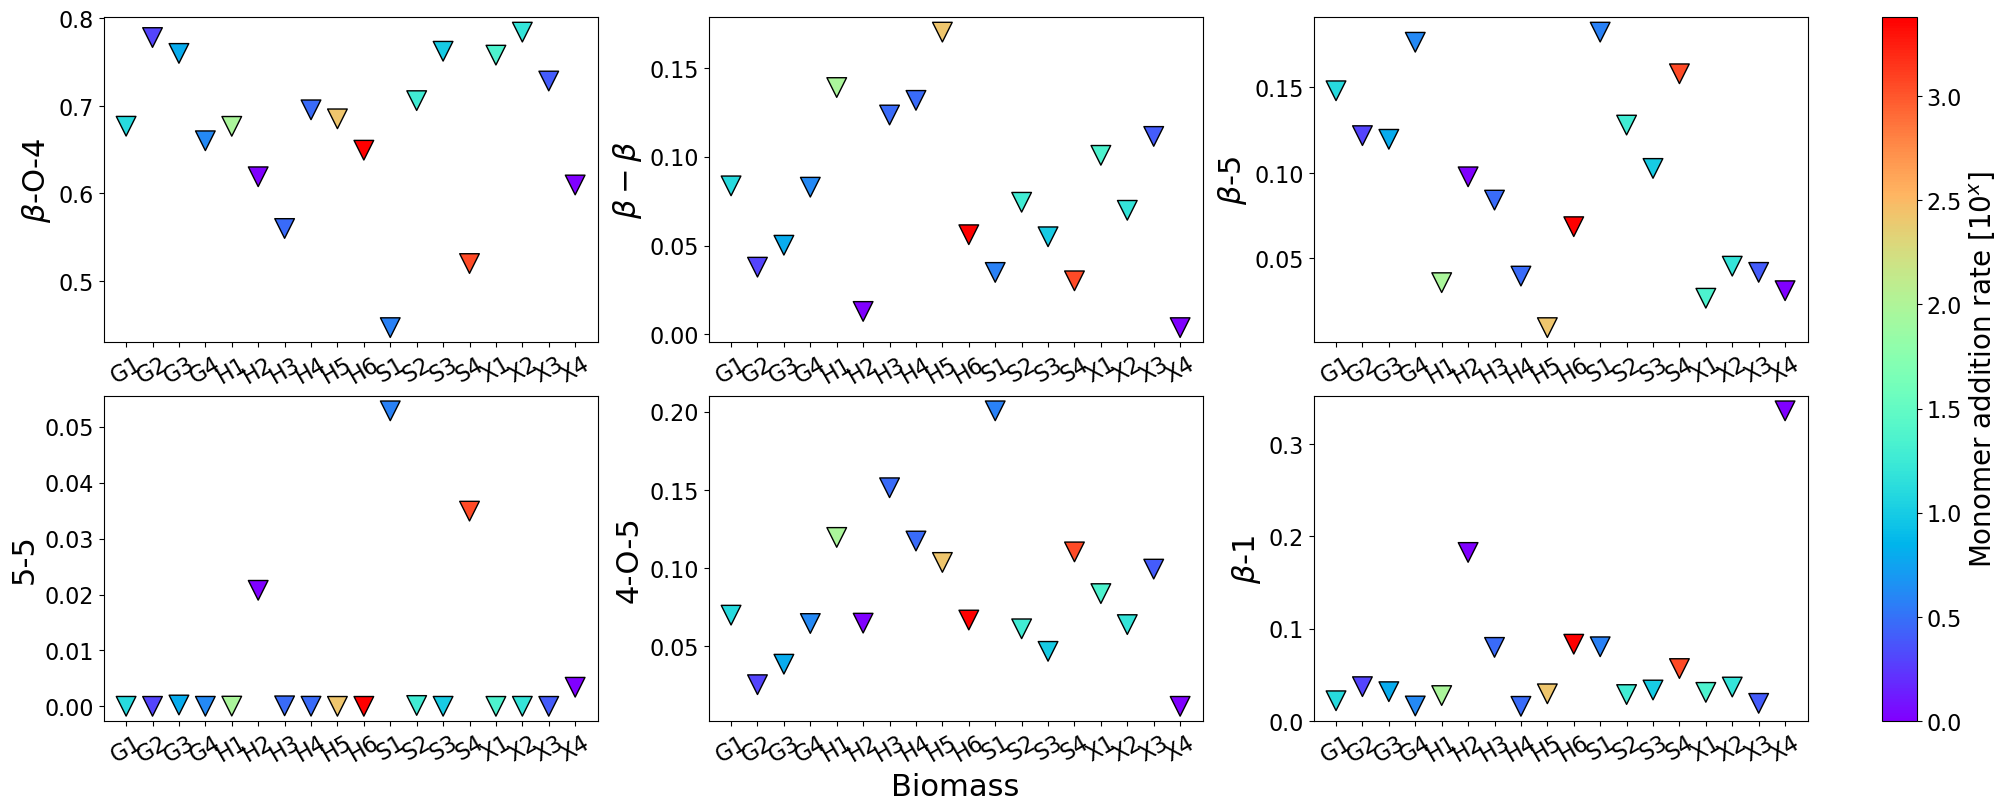 β-O-4
0.8
0.7
0.6
0.5
G1 G2 G3 G4 H1 H2 H3 H4 H5 H6 S1 S2 S3 S4 X1 X2 X3 X4
β − β
0.15
0.10
0.05
0.00
G1 G2 G3 G4 H1 H2 H3 H4 H5 H6 S1 S2 S3 S4 X1 X2 X3 X4
β-5
0.15
0.10
0.05
G1 G2 G3 G4 H1 H2 H3 H4 H5 H6 S1 S2 S3 S4 X1 X2 X3 X4
5-5
0.05
0.04
0.03
0.02
0.01
0.00
G1 G2 G3 G4 H1 H2 H3 H4 H5 H6 S1 S2 S3 S4 X1 X2 X3 X4
4-O-5
0.20
0.15
0.10
0.05
G1 G2 G3 G4 H1 H2 H3 H4 H5 H6 S1 S2 S3 S4 X1 X2 X3 X4
Biomass
β-1
0.3
0.2
0.1
0.0
G1 G2 G3 G4 H1 H2 H3 H4 H5 H6 S1 S2 S3 S4 X1 X2 X3 X4
3.0
2.5
2.0
1.5
1.0
0.5
0.0
Monomer addition rate [10^x]